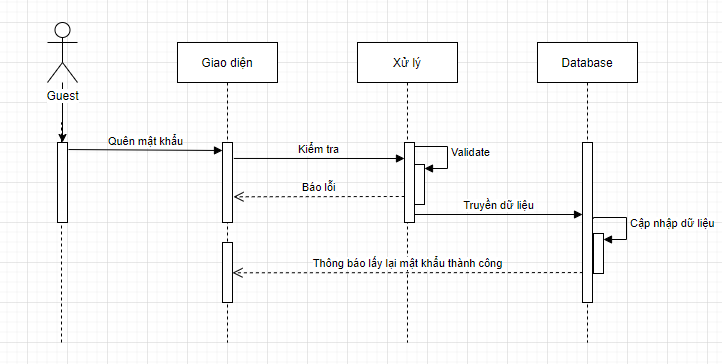 Giao diện
Xử lý
Database
Guest
Quên mật khẩu
Kiểm tra
Validate
Báo lỗi
Truyền dữ liệu
Cập nhập dữ liệu
Thông báo lấy lại mật khẩu thành công